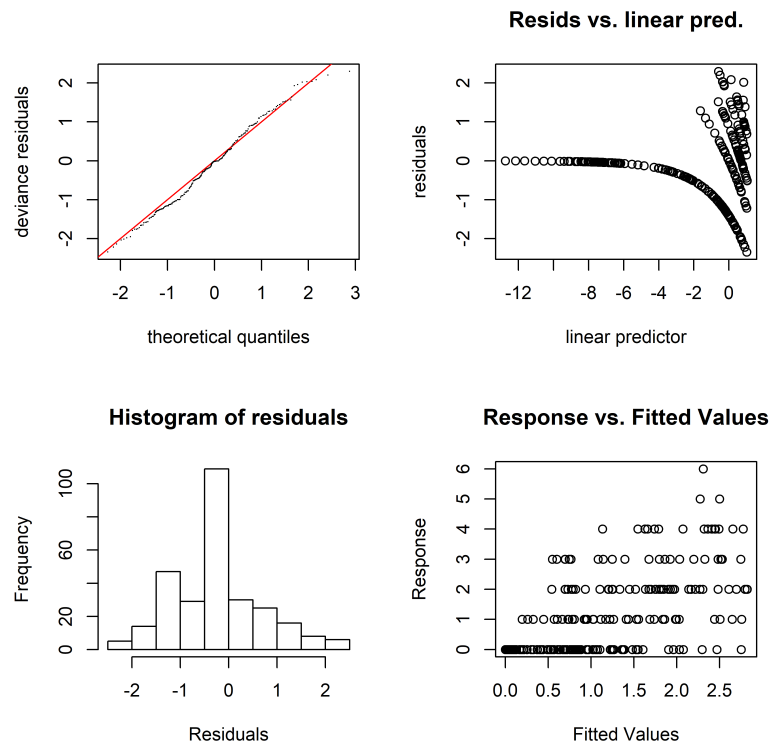 deviance residuals
2
1
0
-1
-2
-2 -1 0 1 2 3
theoretical quantiles
Resids vs. linear pred.
residuals
2
1
0
-1
-2
-12 -8 -6 -4 -2 0
linear predictor
Histogram of residuals
Frequency
100
60
20
0
-2 -1 0 1 2
Residuals
Response vs. Fitted Values
Response
6
5
4
3
2
1
0
0.0 0.5 1.0 1.5 2.0 2.5
Fitted Values